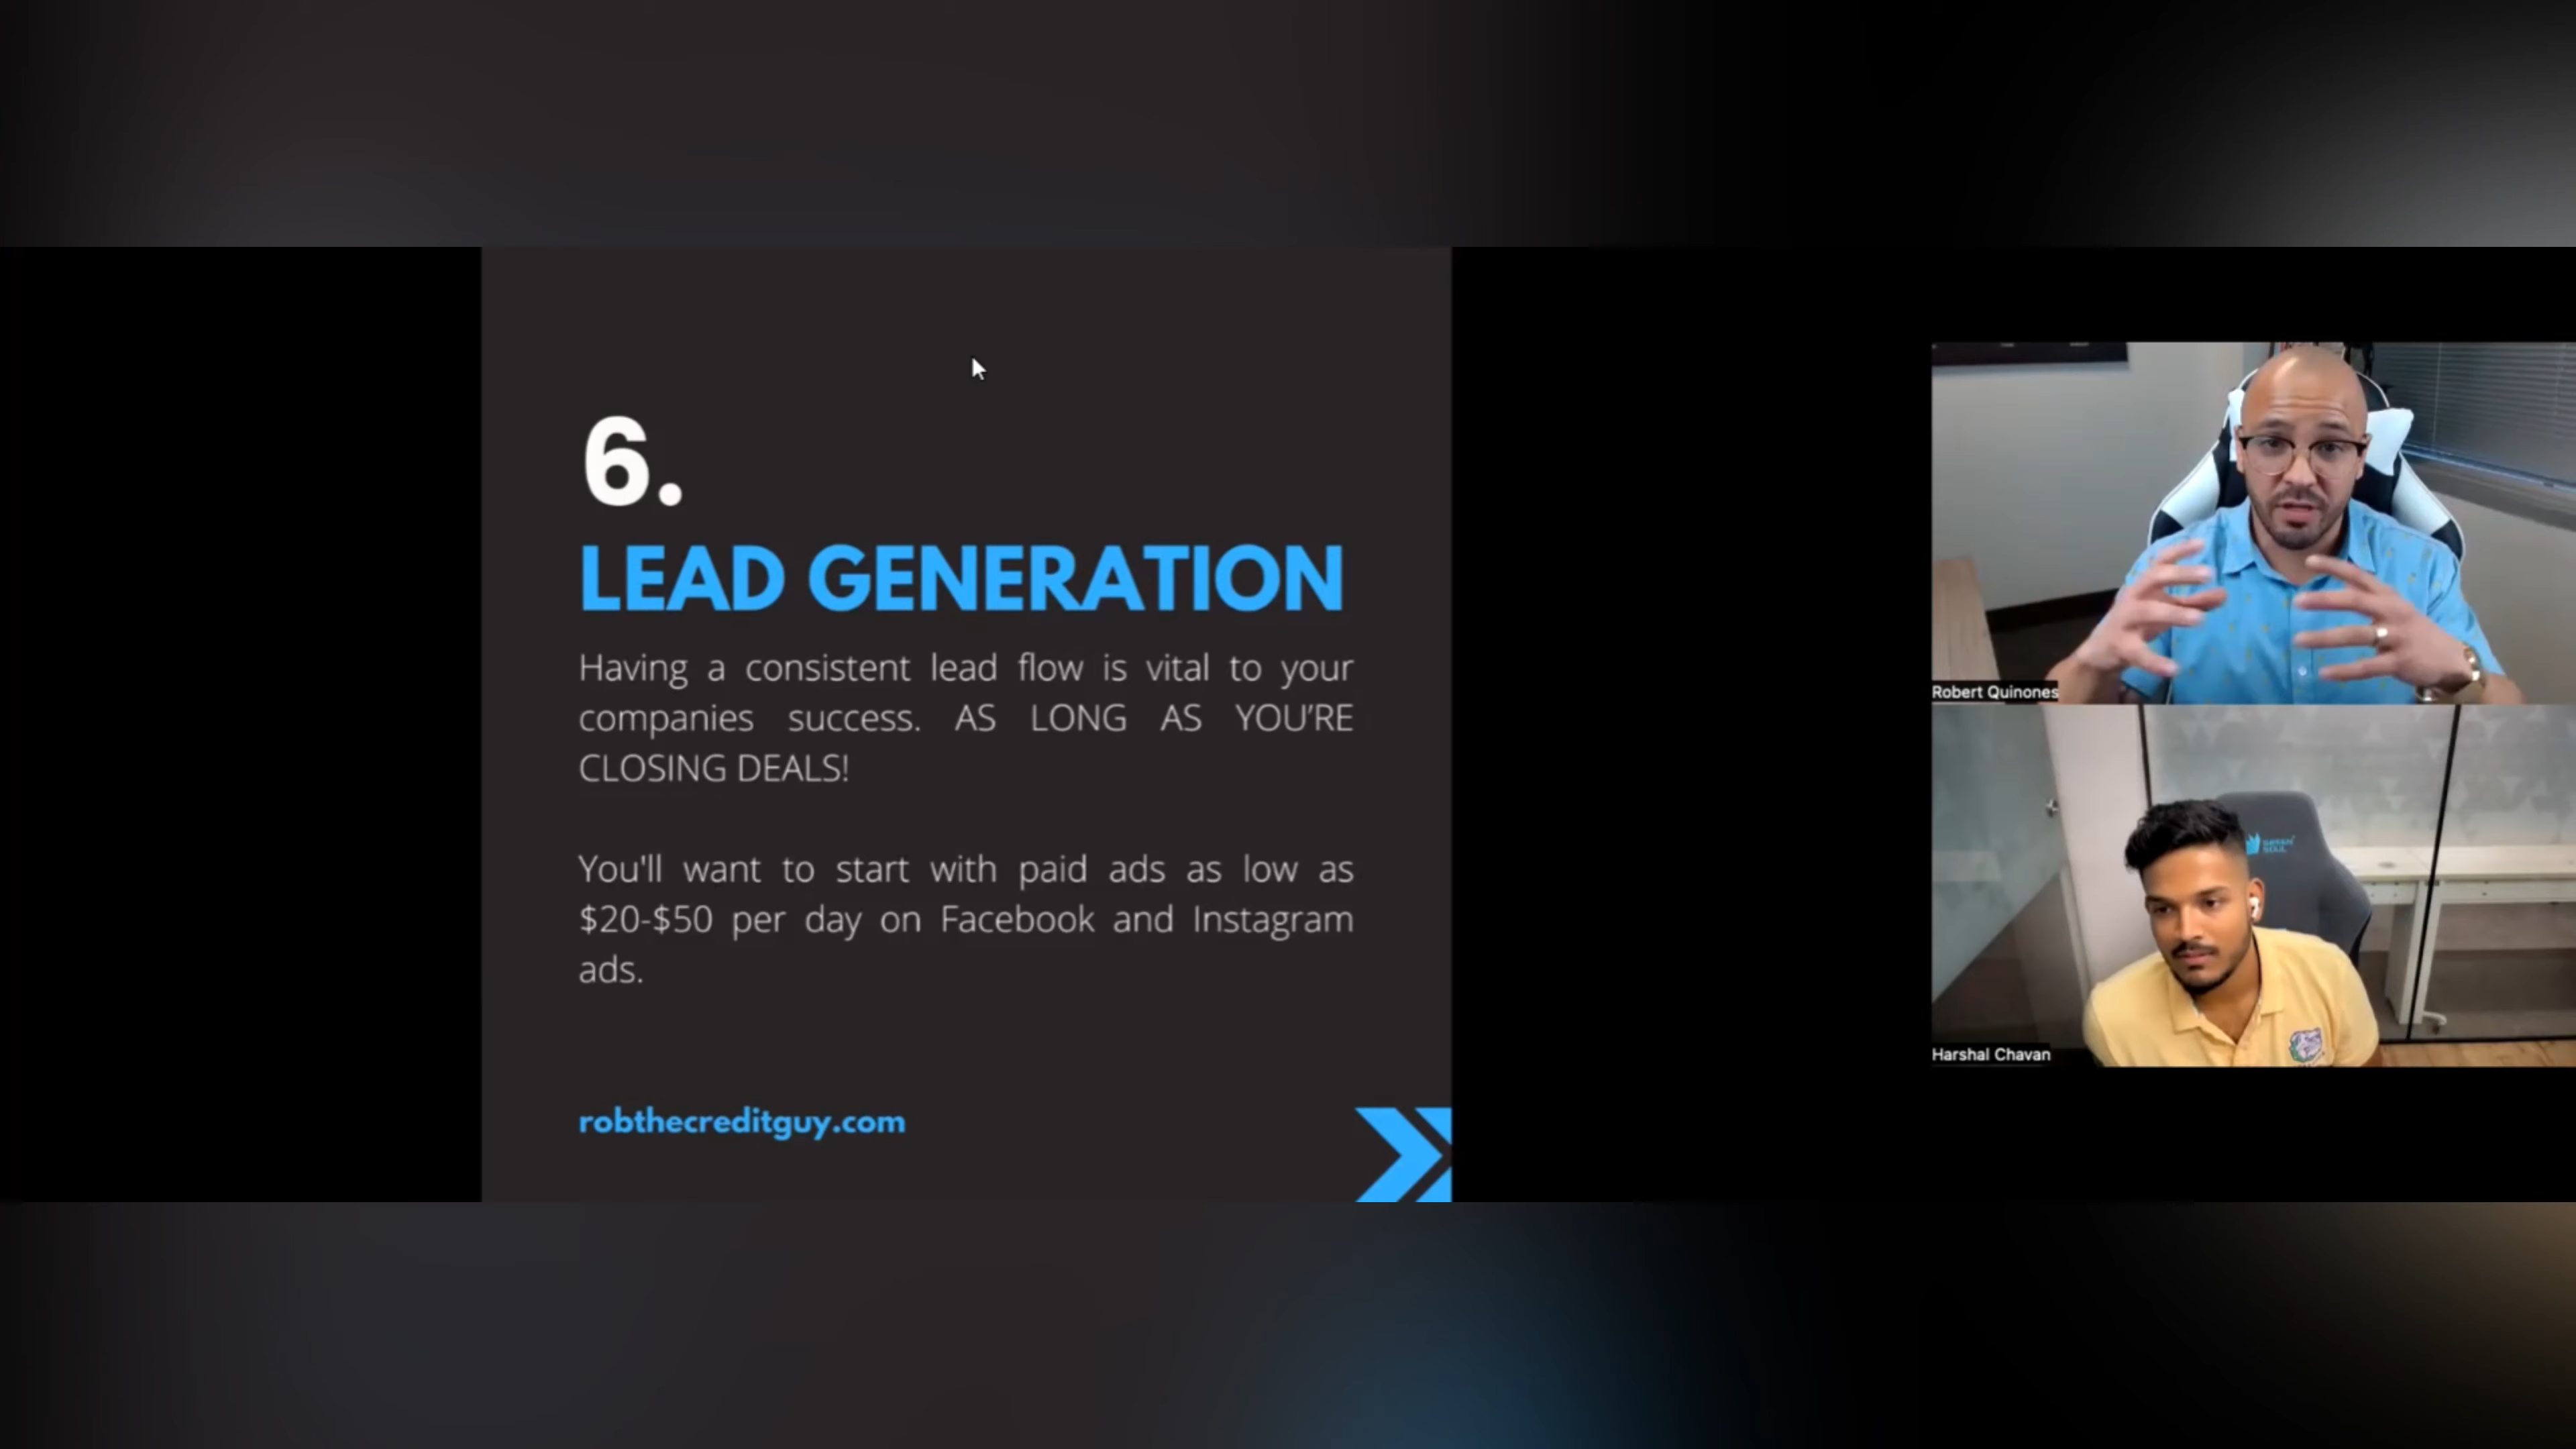 6.
LEAD GENERATION
Having a consistent lead flow is vital to your
companies success. AS LONG AS YOU'RE
CLOSING DEALS!
You'll want to start with paid ads as low as
$20-$50 per day on Facebook and Instagram
ads.
robthecreditguy.com
Robert Quinones
Harshal Chavan